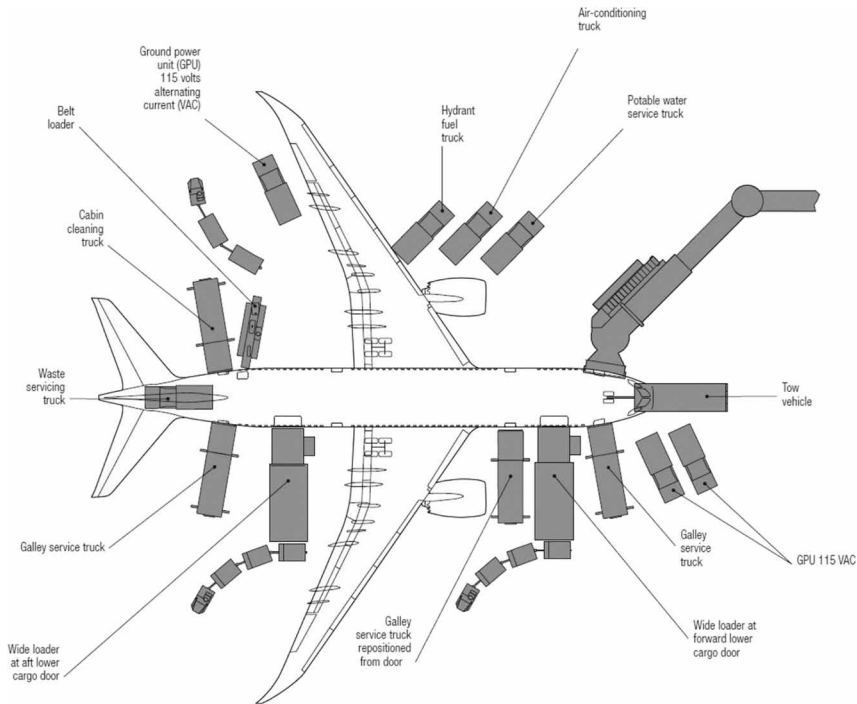 Air-conditioning
truck
Ground power
unit (GPU)
115 volts
alternating
current (VAC)
Hydrant
fuel
truck
Potable water
service truck
Belt
loader
Cabin
cleaning
truck
Waste
servicing
truck
Tow
vehicle
Galley service truck
Galley
service
truck
GPU 115 VAC
Wide loader
at aft lower
cargo door
Galley
service truck
repositioned
from door
Wide loader at
forward lower
cargo door